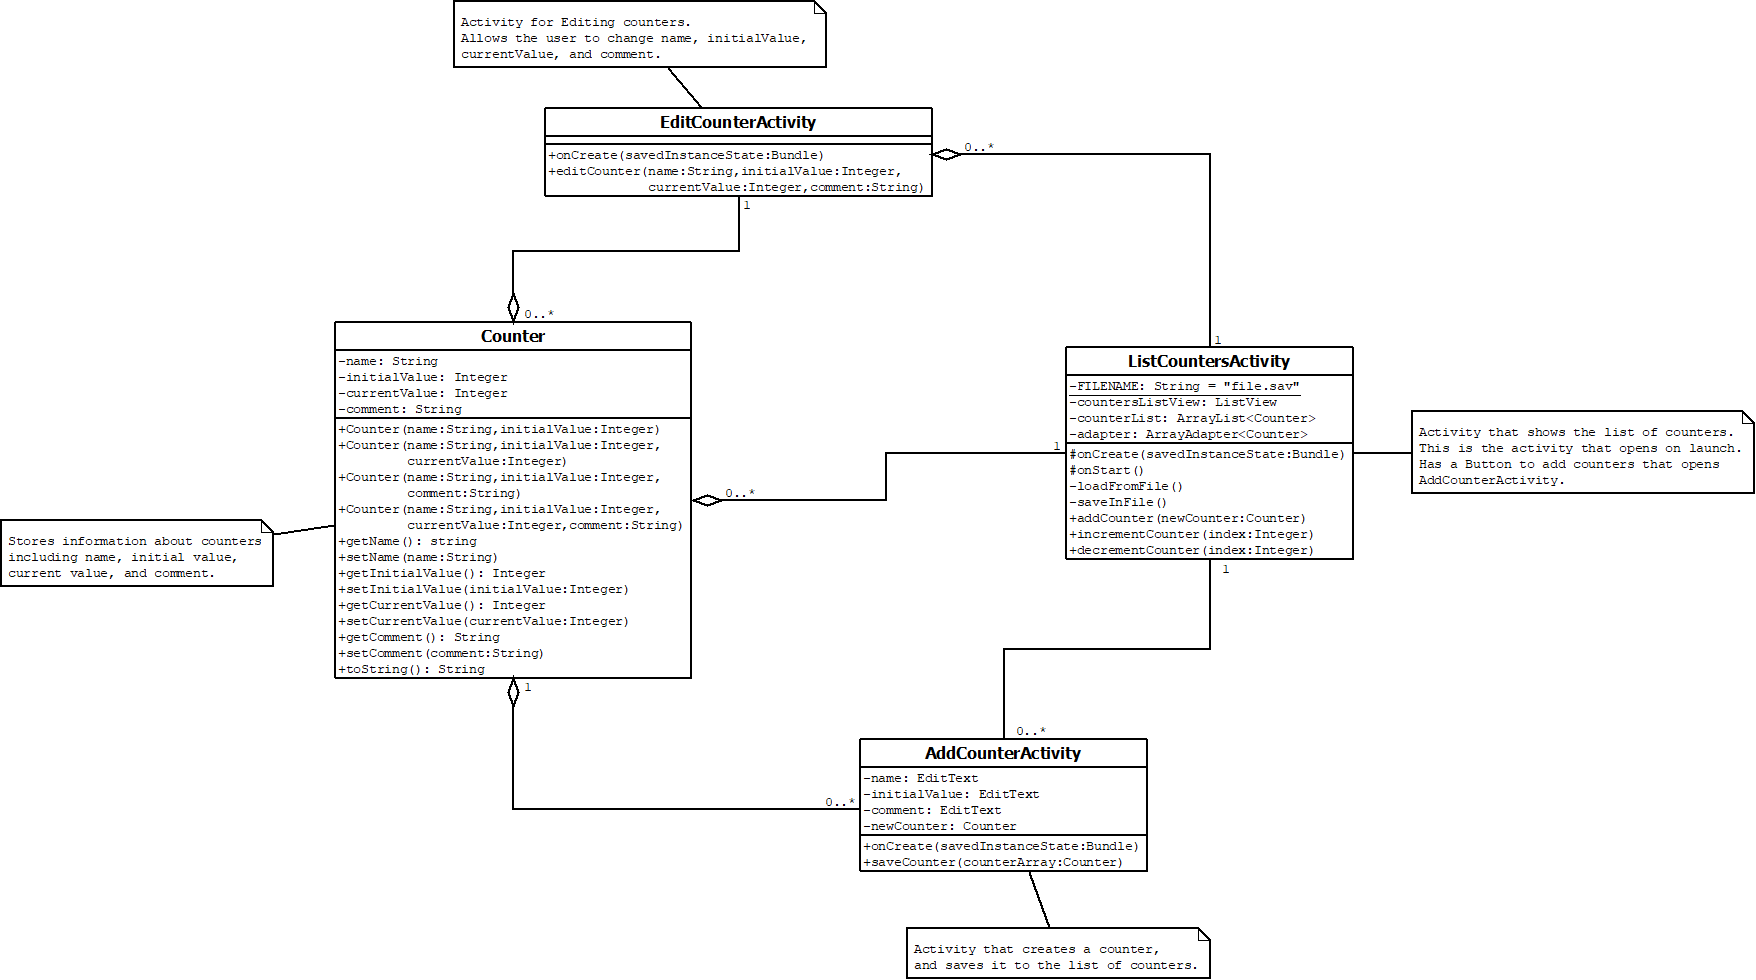 Activity for Editing counters.
Allows the user to change name, initialValue,
currentValue, and comment.
EditCounterActivity
+onCreate(savedInstanceState:Bundle)
+editCounter(name:String,initialValue:Integer,
currentValue:Integer,comment:String)
0..*
1
1
0..*
Counter
-name: String
-initialValue: Integer
-currentValue: Integer
-comment: String
+Counter(name:String,initialValue:Integer)
+Counter(name:String,initialValue:Integer,
currentValue:Integer)
+Counter(name:String,initialValue:Integer,
comment:String)
+Counter(name:String,initialValue:Integer,
currentValue:Integer,comment:String)
+getName(): string
+setName(name:String)
+getInitialValue(): Integer
+setInitialValue(initialValue:Integer)
+getCurrentValue(): Integer
+setCurrentValue(currentValue:Integer)
+getComment(): String
+setComment(comment:String)
+toString(): String
0..*
1
ListCountersActivity
-FILENAME: String = "file.sav"
-countersListView: ListView
-counterList: ArrayList<Counter>
-adapter: ArrayAdapter<Counter>
#onCreate(savedInstanceState:Bundle)
#onStart()
-loadFromFile()
-saveInFile()
+addCounter(newCounter:Counter)
+incrementCounter(index:Integer)
+decrementCounter(index:Integer)
Activity that shows the list of counters.
This is the activity that opens on launch.
Has a Button to add counters that opens
AddCounterActivity.
Stores information about counters
including name, initial value,
current value, and comment.
1
1
0..*
0..*
AddCounterActivity
-name: EditText
-initialValue: EditText
-comment: EditText
-newCounter: Counter
+onCreate(savedInstanceState:Bundle)
+saveCounter(counterArray:Counter)
Activity that creates a counter,
and saves it to the list of counters.